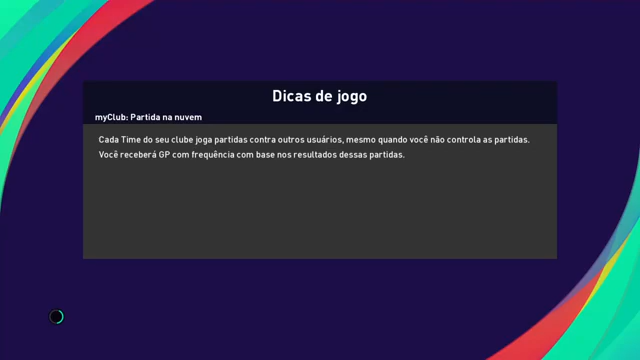 Dicas de jogo
myClub: Partida na nuvem
Cada Time do seu clube joga partidas contra outros usuários, mesmo quando você não controla as partidas.
Você receberá GP com frequência com base nos resultados dessas partidas.